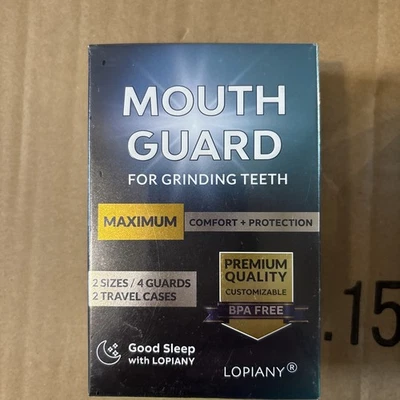 MOUTH
GUARD
FOR GRINDING TEETH
MAXIMUM
COMFORT + PROTECTION
2 SIZES / 4 GUARDS
2 TRAVEL CASES
PREMIUM
QUALITY
CUSTOMIZABLE
BPA FREE
Good Sleep
with LOPIANY
LOPIANY®
.15